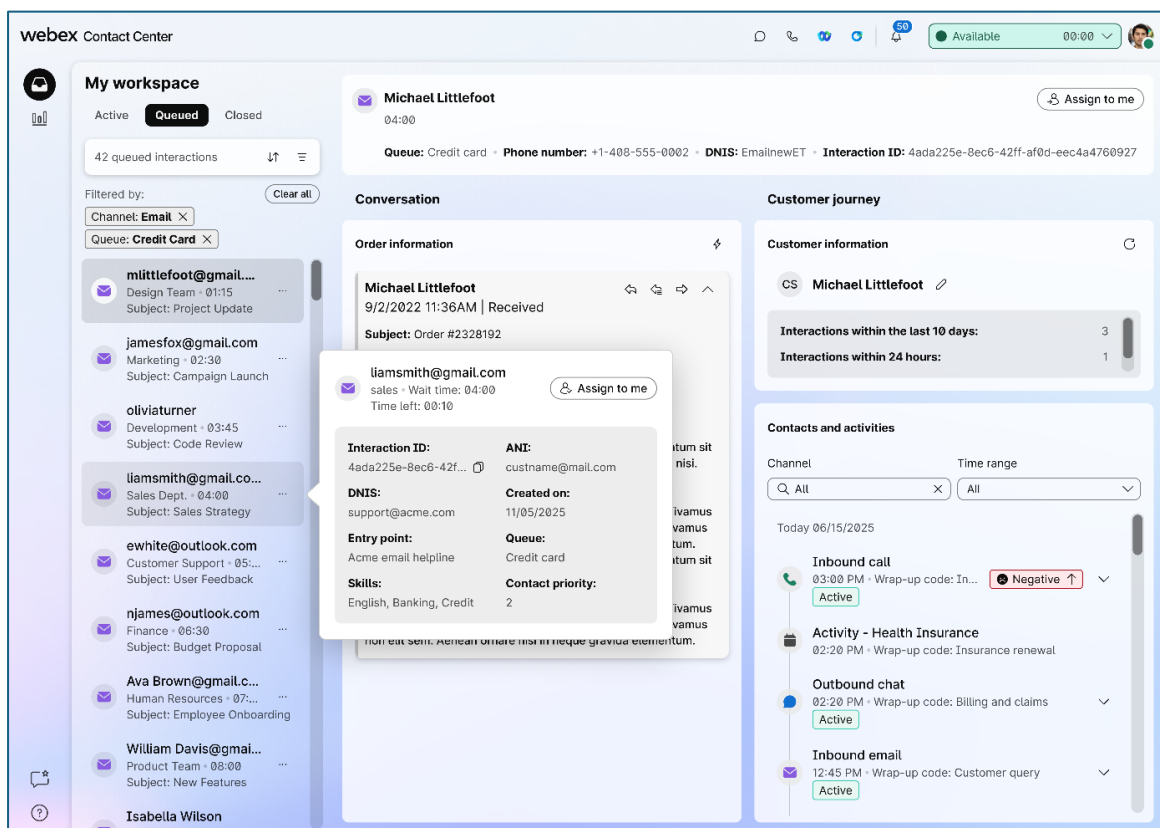 webex Contact Center
50
Available 00:00
My workspace
Active Queued Closed
42 queued interactions
Filtered by: Clear all
Channel: Email
Queue: Credit Card
mlittlefoot@gmail....
Design Team • 01:15
Subject: Project Update
jamesfox@gmail.com
Marketing • 02:30
Subject: Campaign Launch
oliviaturner
Development • 03:45
Subject: Code Review
liamsmith@gmail.co...
Sales Dept. • 04:00
Subject: Sales Strategy
ewhite@outlook.com
Customer Support • 05:...
Subject: User Feedback
njames@outlook.com
Finance • 06:30
Subject: Budget Proposal
Ava Brown@gmail.c...
Human Resources • 07:...
Subject: Employee Onboarding
William Davis@gmai...
Product Team • 08:00
Subject: New Features
Isabella Wilson
Michael Littlefoot
04:00
Assign to me
Queue: Credit card • Phone number: +1-408-555-0002 • DNIS: EmailnewET • Interaction ID: 4ada225e-8ec6-42ff-af0d-eec4a4760927
Conversation
Order information
Michael Littlefoot
9/2/2022 11:36AM | Received
Subject: Order #2328192
liamsmith@gmail.com
sales • Wait time: 04:00
Time left: 00:10
Assign to me
Interaction ID: ANI:
4ada225e-8ec6-42f... custname@mail.com
DNIS: Created on:
support@acme.com 11/05/2025
Entry point: Queue:
Acme email helpline Credit card
Skills: Contact priority:
English, Banking, Credit 2
sit
nisi.
sit
non elit sem. Aenean ornare nisi in neque gravida elementum.
Customer journey
Customer information
CS Michael Littlefoot
Interactions within the last 10 days: 3
Interactions within 24 hours: 1
Contacts and activities
Channel Time range
All All
Today 06/15/2025
Inbound call
03:00 PM • Wrap-up code: In... Negative
Active
Activity - Health Insurance
02:20 PM • Wrap-up code: Insurance renewal
Outbound chat
02:20 PM • Wrap-up code: Billing and claims
Active
Inbound email
12:45 PM • Wrap-up code: Customer query
Active